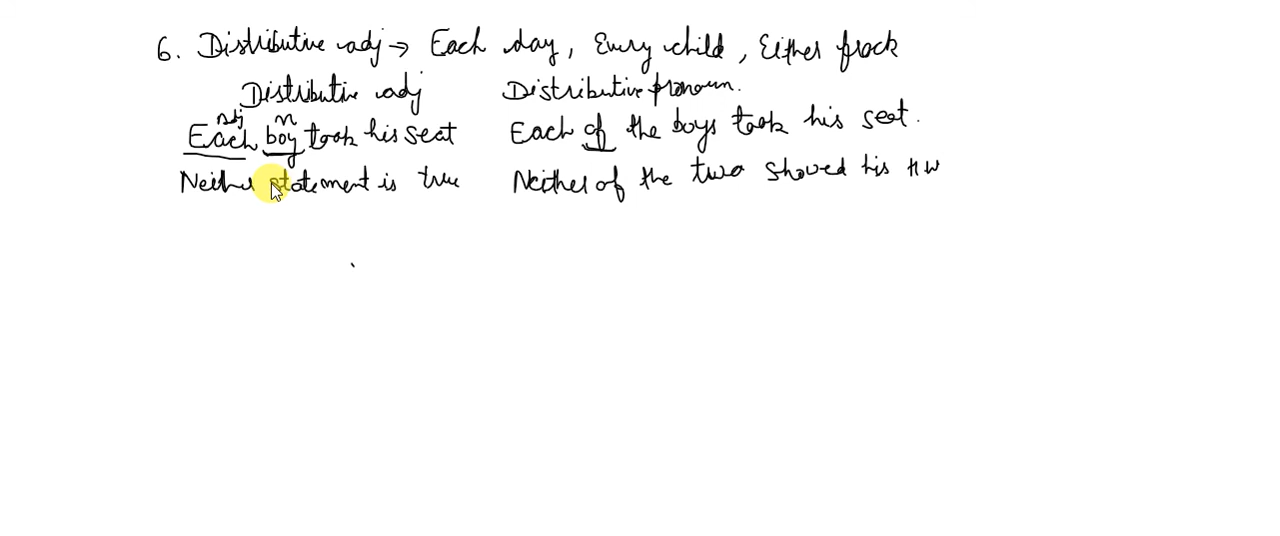 6. Distributive adj → Each day, Every child, Either frock
Distributive adj Distributive pronoun.
Adj n
Each boy took his seat Each of the boys took his seat.
Neither statement is true Neither of the two showed his HW